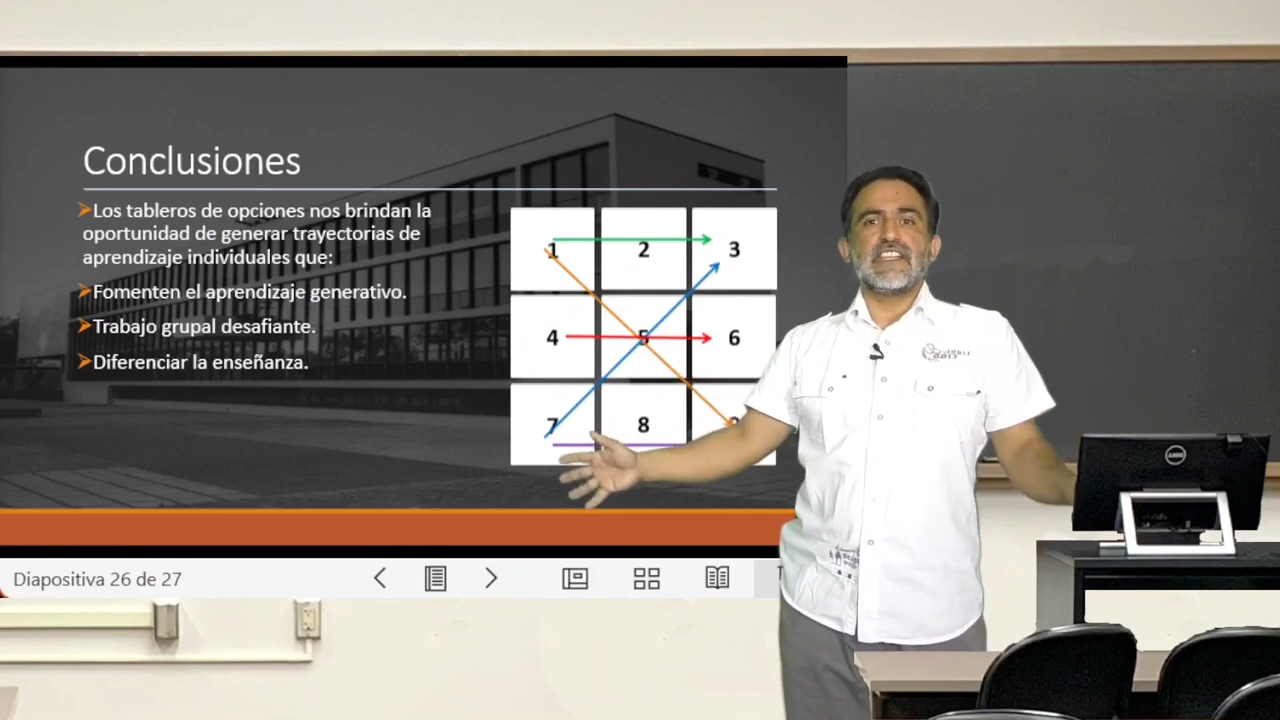 Conclusiones
Los tableros de opciones nos brindan la
oportunidad de generar trayectorias de
aprendizaje individuales que:
Fomenten el aprendizaje generativo.
Trabajo grupal desafiante.
Diferenciar la enseñanza.
1 2 3
4 5 6
7 8
Diapositiva 26 de 27